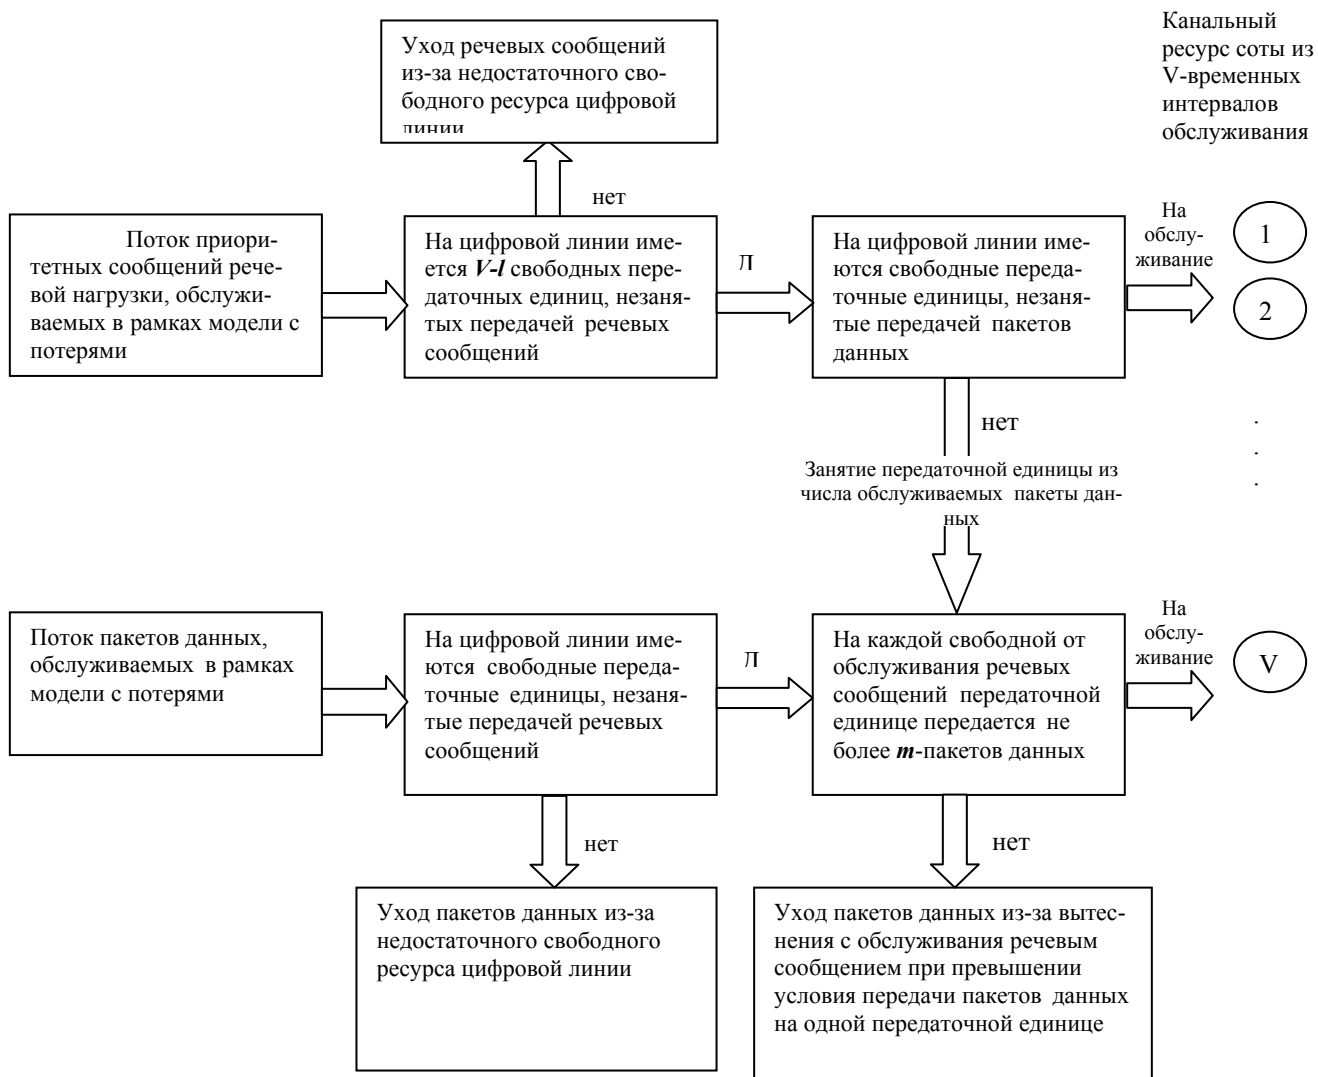 Канальный
ресурс соты из
V-временных
интервалов
обслуживания
Уход речевых сообщений
из-за недостаточного сво-
бодного ресурса цифровой
линии
нет
Поток приори-
тетных сообщений рече-
вой нагрузки, обслужи-
ваемых в рамках модели с
потерями
На цифровой линии име-
ется V-l свободных пере-
даточных единиц, незаня-
тых передачей речевых
сообщений
На цифровой линии име-
ются свободные переда-
точные единицы, незаня-
тые передачей пакетов
данных
На
обслу-
живание
1
2
.
.
.
нет
Занятие передаточной единицы из
числа обслуживаемых пакеты дан-
ных
Поток пакетов данных,
обслуживаемых в рамках
модели с потерями
На цифровой линии име-
ются свободные переда-
точные единицы, незаня-
тые передачей речевых
сообщений
На каждой свободной от
обслуживания речевых
сообщений передаточной
единице передается не
более m-пакетов данных
На
обслу-
живание
V
нет
нет
Уход пакетов данных из-за
недостаточного свободного
ресурса цифровой линии
Уход пакетов данных из-за вытес-
нения с обслуживания речевым
сообщением при превышении
условия передачи пакетов данных
на одной передаточной единице